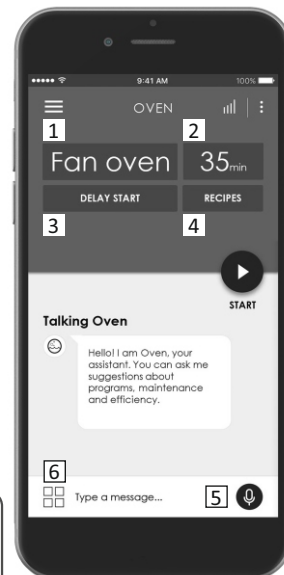 9:41 AM 100%
OVEN
1 2
Fan oven 35min
DELAY START RECIPES
3 4
START
Talking Oven
Hello! I am Oven, your
assistant. You can ask me
suggestions about
programs, maintenance
and efficiency.
6
Type a message... 5